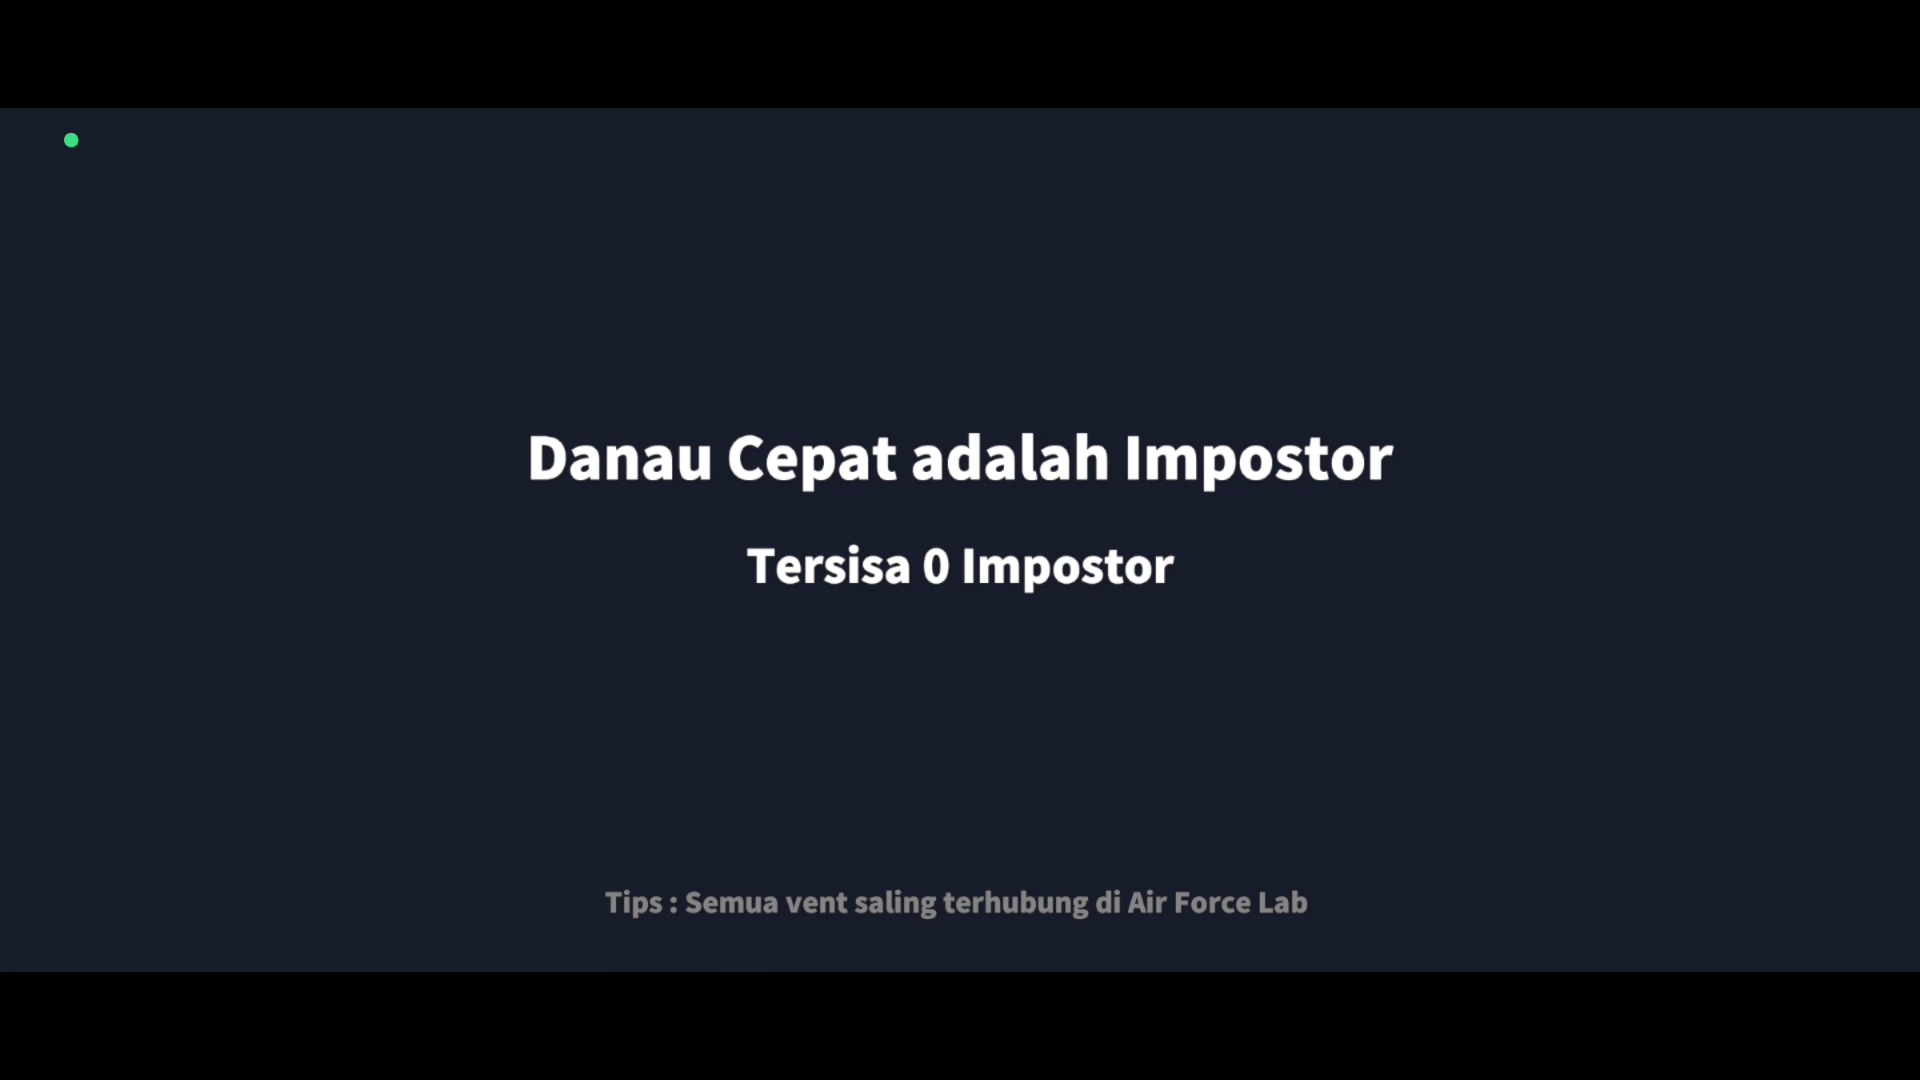 Danau Cepat adalah Impostor
Tersisa 0 Impostor
Tips : Semua vent saling terhubung di Air Force Lab